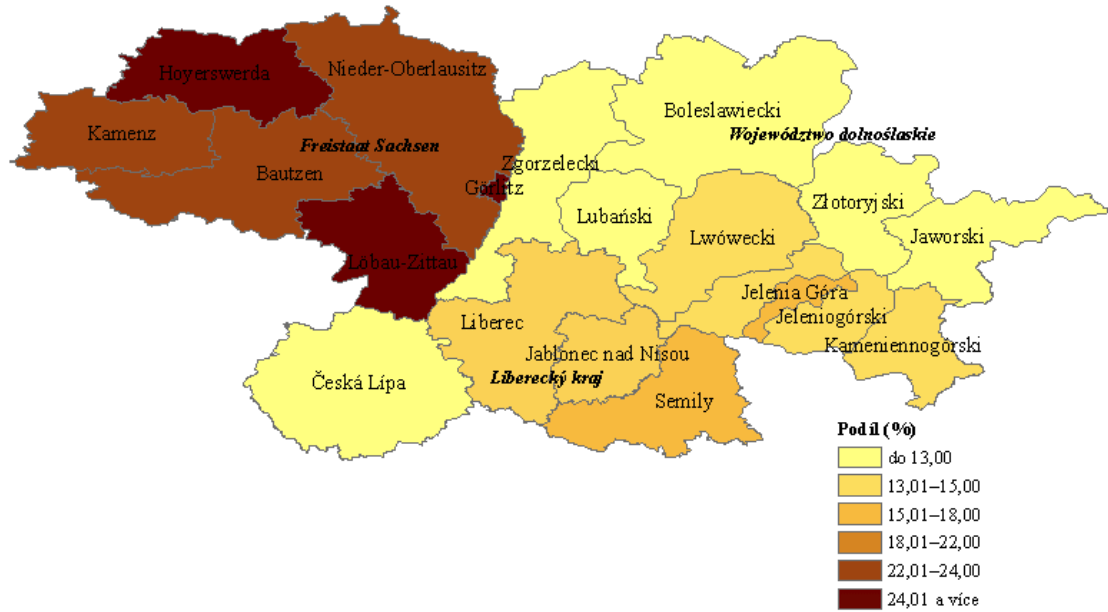 Hoyerswerda
Nieder-Oberlausitz
Kamenz
Boleslawiecki
Województwo dolnoślaskie
Freistaat Sachsen
Bautzen
Zgorzelecki
Görlitz
Lubański
Złotoryjski
Lwówecki
Jaworski
Lóbau-Zittau
Jelenia Góra
Liberec
Jeleniogórski
Kameniennogórski
Jablonec nad Nisou
Česká Lípa
Liberecký kraj
Semily
Podíl (%)
do 13,00
13,01–15,00
15,01–18,00
18,01–22,00
22,01–24,00
24,01 a více